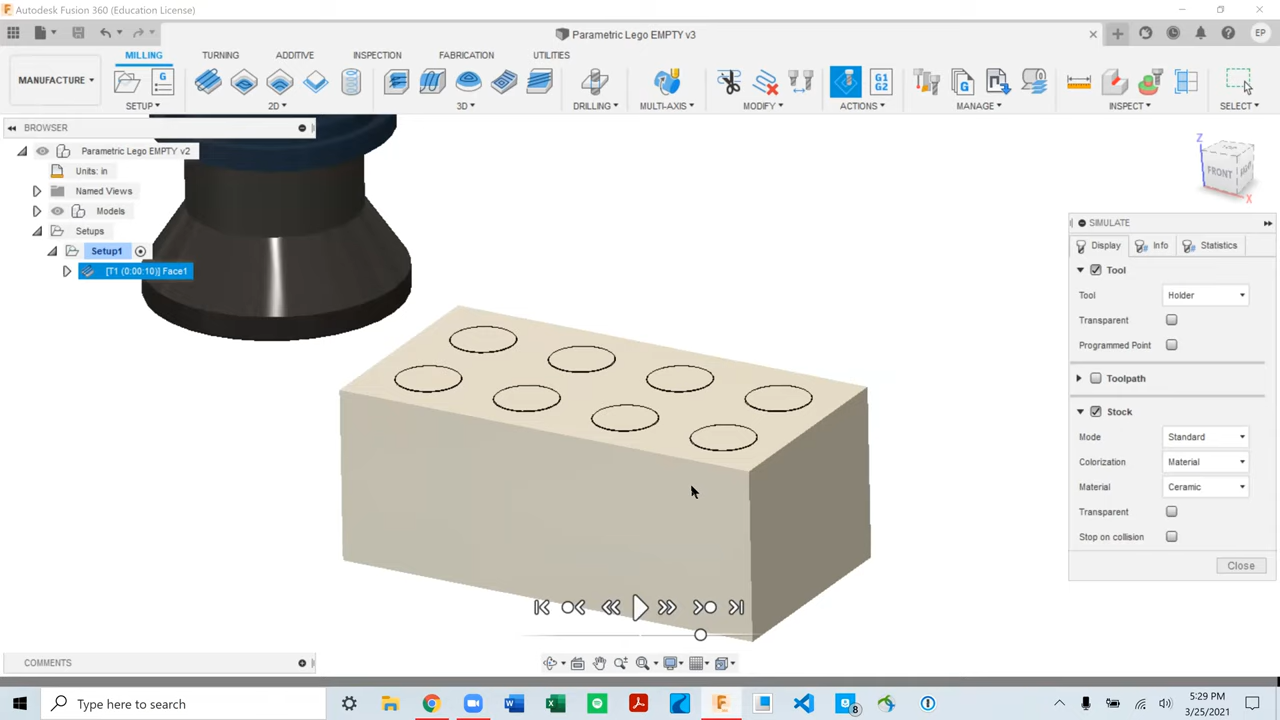 Autodesk Fusion 360 (Education License)
Parametric Lego EMPTY v3
EP
MILLING
TURNING
ADDITIVE
INSPECTION
FABRICATION
UTILITIES
MANUFACTURE
G
G1
G2
SETUP
2D
3D
DRILLING
MULTI-AXIS
MODIFY
ACTIONS
MANAGE
INSPECT
SELECT
BROWSER
Parametric Lego EMPTY v2
Units: in
Named Views
Models
Setups
Setup1
[T1 (0:00:10)] Face1
Z
FRONT
X
SIMULATE
Display
Info
Statistics
Tool
Tool
Holder
Transparent
Programmed Point
Toolpath
Stock
Mode
Standard
Colorization
Material
Material
Ceramic
Transparent
Stop on collision
Close
COMMENTS
Type here to search
8
5:29 PM
3/25/2021